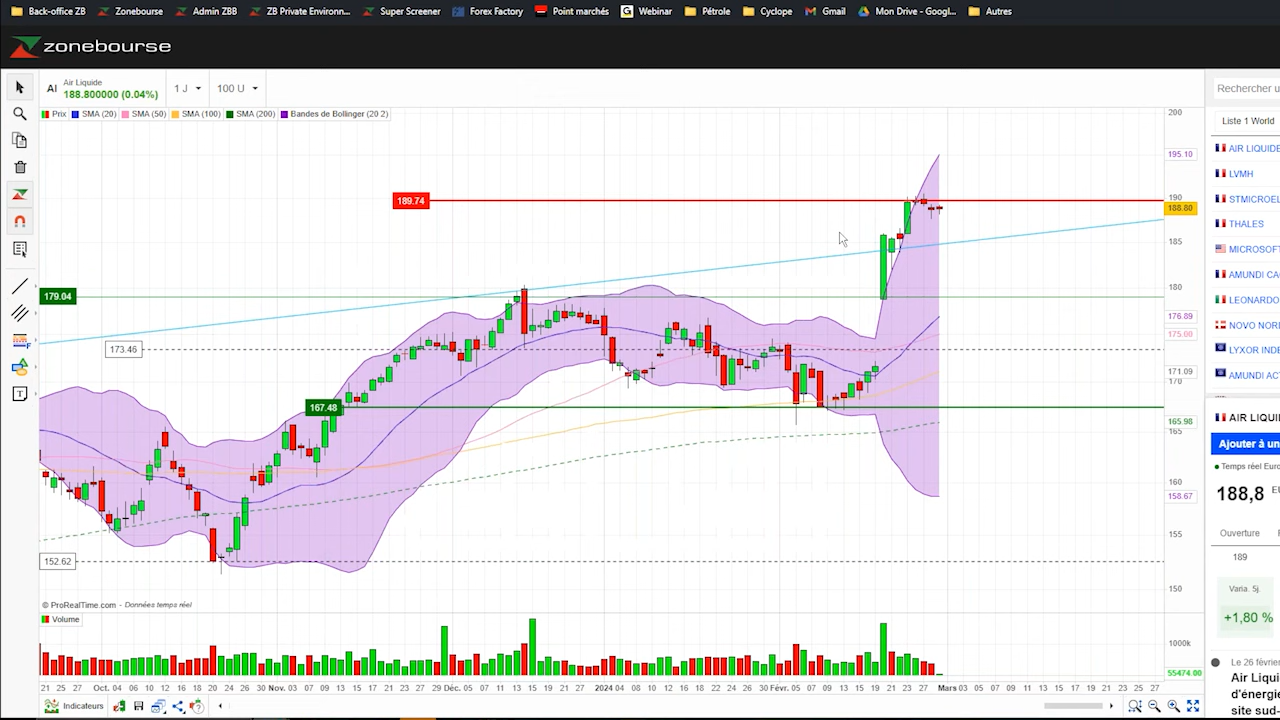 Back-office ZB Zonebourse Admin ZBB ZB Private Environn... Super Screener Forex Factory Point marchés Webinar Pétrole Cyclope Gmail Mon Drive - Googl... Autres
zonebourse
AI Air Liquide 188.800000 (0.04%) 1 J 100 U
Prix SMA (20) SMA (50) SMA (100) SMA (200) Bandes de Bollinger (20 2)
200
195.10
190
189.74
188.80
185
180
179.04
176.89
175.00
173.46
171.09
170
167.48
165.98
165
160
158.67
155
152.62
150
© ProRealTime.com - Données temps réel
Volume
1000k
55474.00
21 25 27 Oct. 04 06 10 12 16 18 20 24 26 30 Nov. 03 07 09 13 15 17 21 23 27 29 Déc. 05 07 11 13 15 19 21 27 29 2024 04 08 10 12 16 18 22 24 26 30 Févr. 05 07 09 13 15 19 21 23 27 Mars 03 05 07 09 11 13 15 17 19 21 23 25 27
Indicateurs
Rechercher u
Liste 1 World
AIR LIQUIDE
LVMH
STMICROEL
THALES
MICROSOFT
AMUNDI CA
LEONARDO
NOVO NOR
LYXOR INDE
AMUNDI AC
AIR LIQUI
Ajouter à un
Temps réel Euro
188,8 EU
Ouverture
189
Varia. 5j.
+1,80 %
Le 26 février
Air Liqu
d'énergie
site sud-